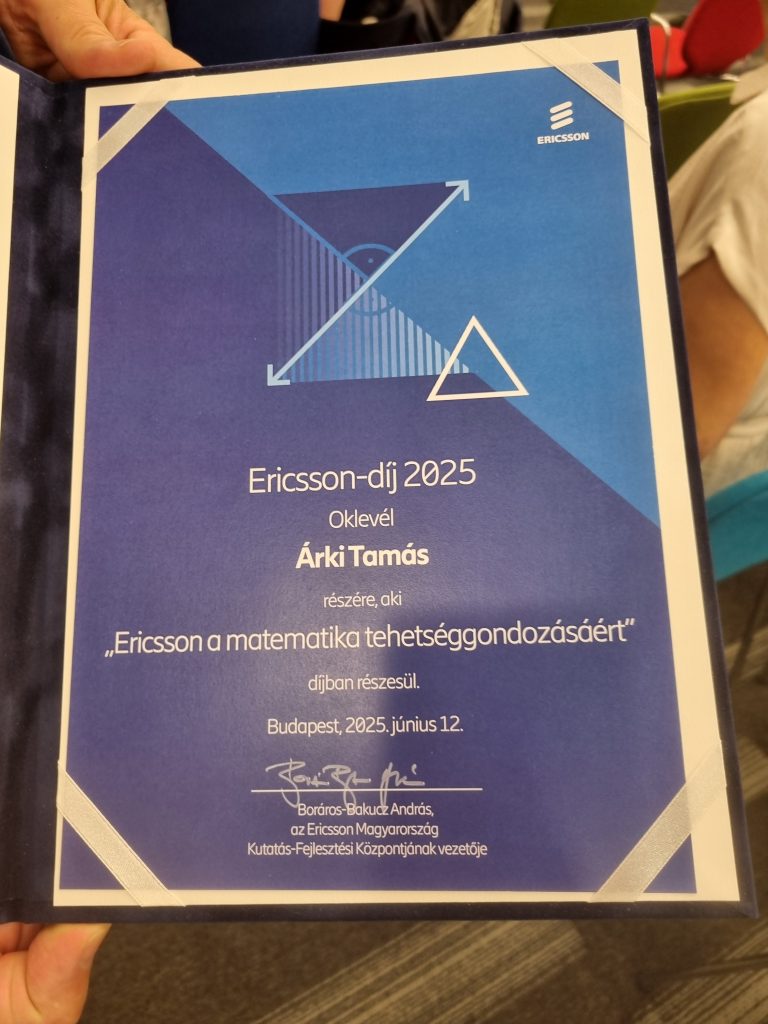 ERICSSON
Ericsson-díj 2025
Oklevél
Árki Tamás
részére, aki
„Ericsson a matematika tehetséggondozásáért”
díjban részesül.
Budapest, 2025. június 12.
Boráros-Bakucz András,
az Ericsson Magyarország
Kutatás-Fejlesztési Központjának vezetője